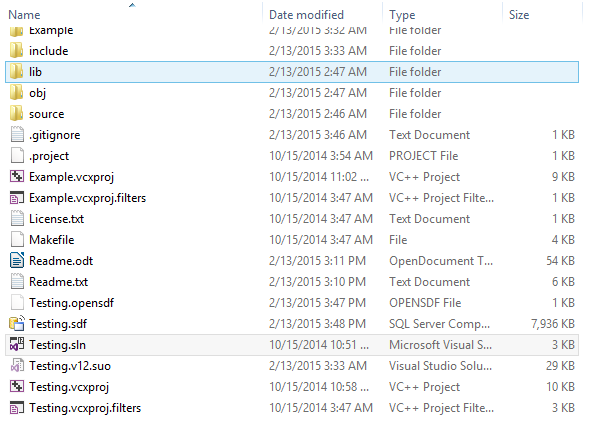 Name Date modified Type Size
Example 2/13/2015 3:32 AM File folder
include 2/13/2015 3:33 AM File folder
lib 2/13/2015 2:47 AM File folder
obj 2/13/2015 2:47 AM File folder
source 2/13/2015 2:46 AM File folder
.gitignore 2/13/2015 3:46 AM Text Document 1 KB
.project 10/15/2014 3:54 AM PROJECT File 1 KB
Example.vcxproj 10/15/2014 11:02 ... VC++ Project 9 KB
Example.vcxproj.filters 10/15/2014 3:47 AM VC++ Project Filte... 1 KB
License.txt 10/15/2014 3:47 AM Text Document 1 KB
Makefile 10/15/2014 3:47 AM File 4 KB
Readme.odt 2/13/2015 3:11 PM OpenDocument T... 54 KB
Readme.txt 2/13/2015 3:10 PM Text Document 6 KB
Testing.opensdf 2/13/2015 3:47 PM OPENSDF File 1 KB
Testing.sdf 2/13/2015 3:48 PM SQL Server Comp... 7,936 KB
Testing.sln 10/15/2014 10:51 ... Microsoft Visual S... 3 KB
Testing.v12.suo 2/13/2015 3:33 AM Visual Studio Solu... 29 KB
Testing.vcxproj 10/15/2014 10:58 ... VC++ Project 10 KB
Testing.vcxproj.filters 10/15/2014 3:47 AM VC++ Project Filte... 3 KB